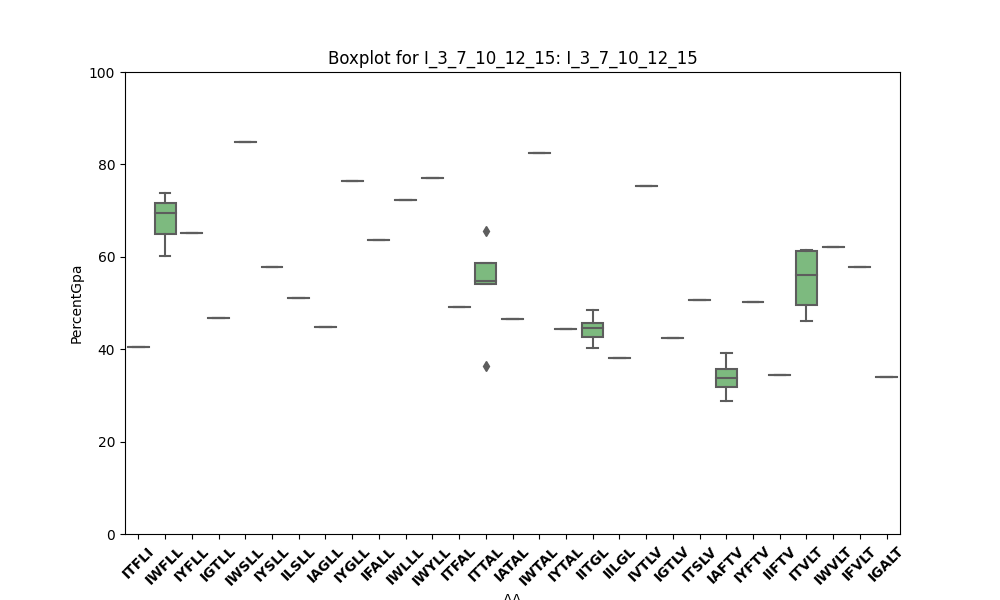 Boxplot for I_3_7_10_12_15: I_3_7_10_12_15
PercentGpa
100
80
60
40
20
0
ITFLI
IWFLL
IYFLL
IGTLL
IWSLL
IYSLL
ILSLL
IAGLL
IYGLL
IFALL
IWLLL
IWYLL
ITFAL
ITTAL
IATAL
IWTAL
IYTAL
IITGL
IILGL
IVTLV
IGTLV
ITSLV
IAFTV
IYFTV
IIFTV
ITVLT
IWVLT
IFVLT
IGALT
AA